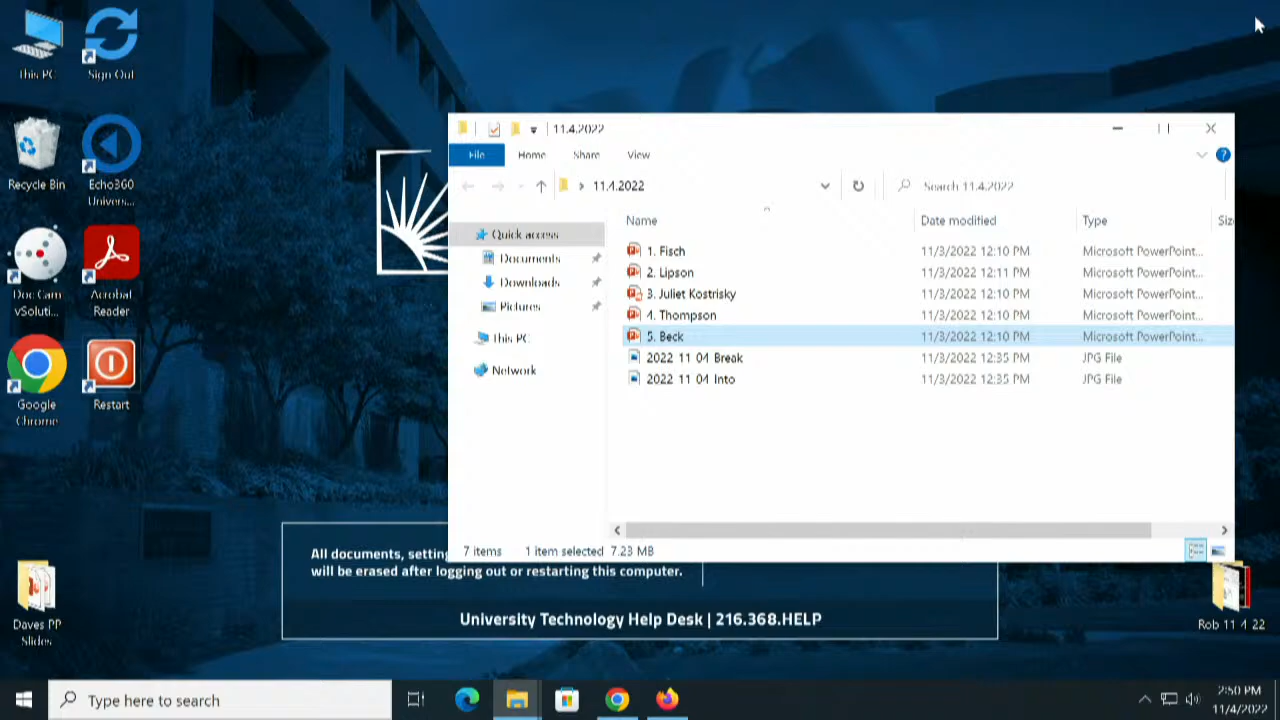 This PC
Sign Out
Recycle Bin
Echo360
Univers...
Doc Cam
vSoluti...
Acrobat
Reader
Google
Chrome
Restart
Daves PP
Slides
11.4.2022
File Home Share View
11.4.2022
Search 11.4.2022
Quick access
Documents
Downloads
Pictures
This PC
Network
Name Date modified Type Siz
1. Fisch 11/3/2022 12:10 PM Microsoft PowerPoint...
2. Lipson 11/3/2022 12:11 PM Microsoft PowerPoint...
3. Juliet Kostrisky 11/3/2022 12:10 PM Microsoft PowerPoint...
4. Thompson 11/3/2022 12:10 PM Microsoft PowerPoint...
5. Beck 11/3/2022 12:10 PM Microsoft PowerPoint...
2022 11 04 Break 11/3/2022 12:35 PM JPG File
2022 11 04 Into 11/3/2022 12:35 PM JPG File
7 items 1 item selected 7.23 MB
All documents, setting
will be erased after logging out or restarting this computer.
University Technology Help Desk | 216.368.HELP
Rob 11 4 22
Type here to search
2:50 PM
11/4/2022